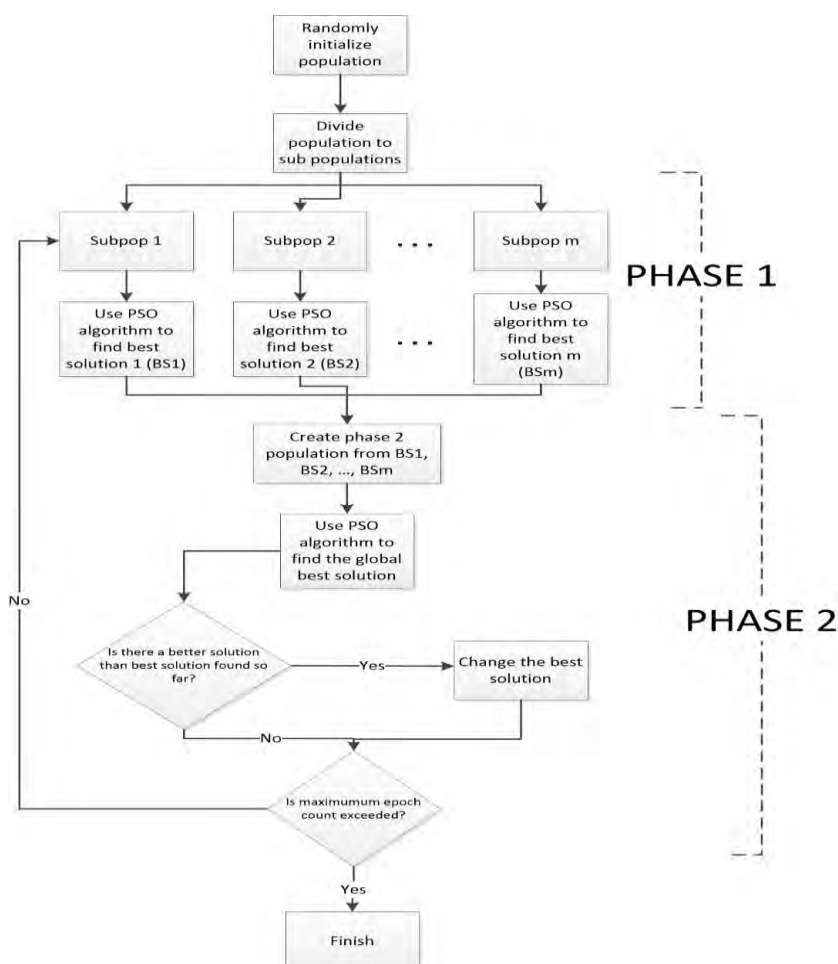 Randomly
initialize
population
Divide
population to
sub populations
Subpop 1
Subpop 2
. . .
Subpop m
PHASE 1
Use PSO
algorithm to
find best
solution 1 (BS1)
Use PSO
algorithm to
find best
solution 2 (BS2)
. . .
Use PSO
algorithm to
find best
solution m
(BSm)
Create phase 2
population from BS1,
BS2, ..., BSm
Use PSO
algorithm to
find the global
best solution
No
PHASE 2
Is there a better solution
than best solution found so
far?
Yes
Change the best
solution
No
Is maximumum epoch
count exceeded?
Yes
Finish